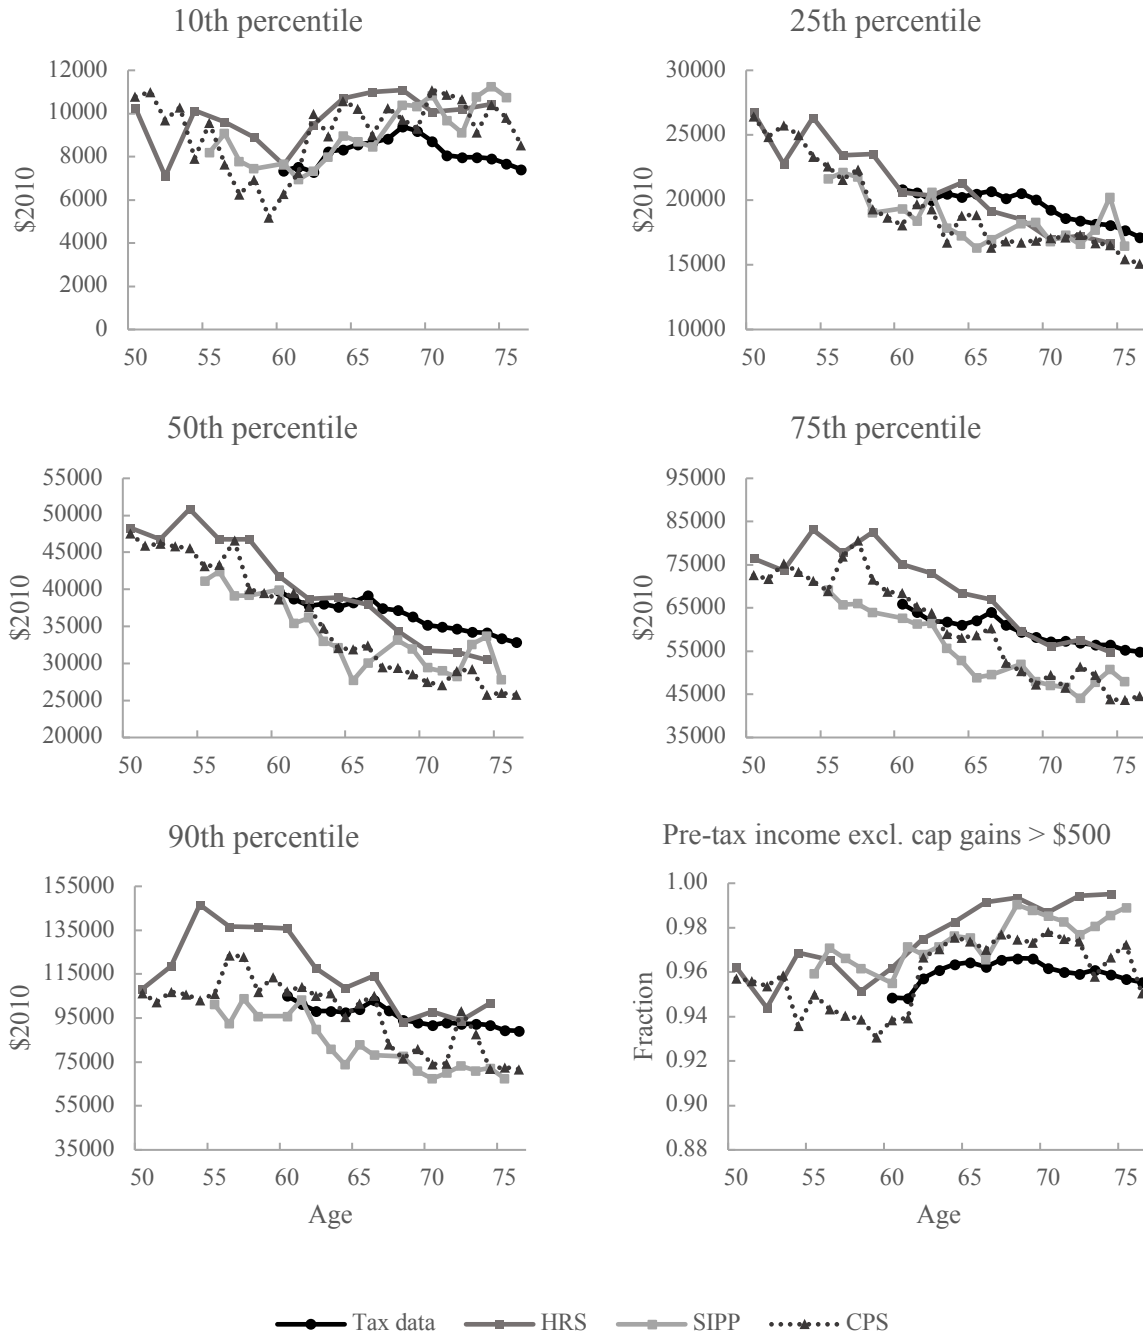 10th percentile
25th percentile
12000
10000
8000
6000
4000
2000
0
$2010
50 55 60 65 70 75
30000
25000
20000
15000
10000
$2010
50 55 60 65 70 75
50th percentile
75th percentile
55000
50000
45000
40000
35000
30000
25000
20000
$2010
50 55 60 65 70 75
95000
85000
75000
65000
55000
45000
35000
$2010
50 55 60 65 70 75
90th percentile
Pre-tax income excl. cap gains > $500
155000
135000
115000
95000
75000
55000
35000
$2010
50 55 60 65 70 75
Age
1.00
0.98
0.96
0.94
0.92
0.90
0.88
Fraction
50 55 60 65 70 75
Age
Tax data HRS SIPP CPS